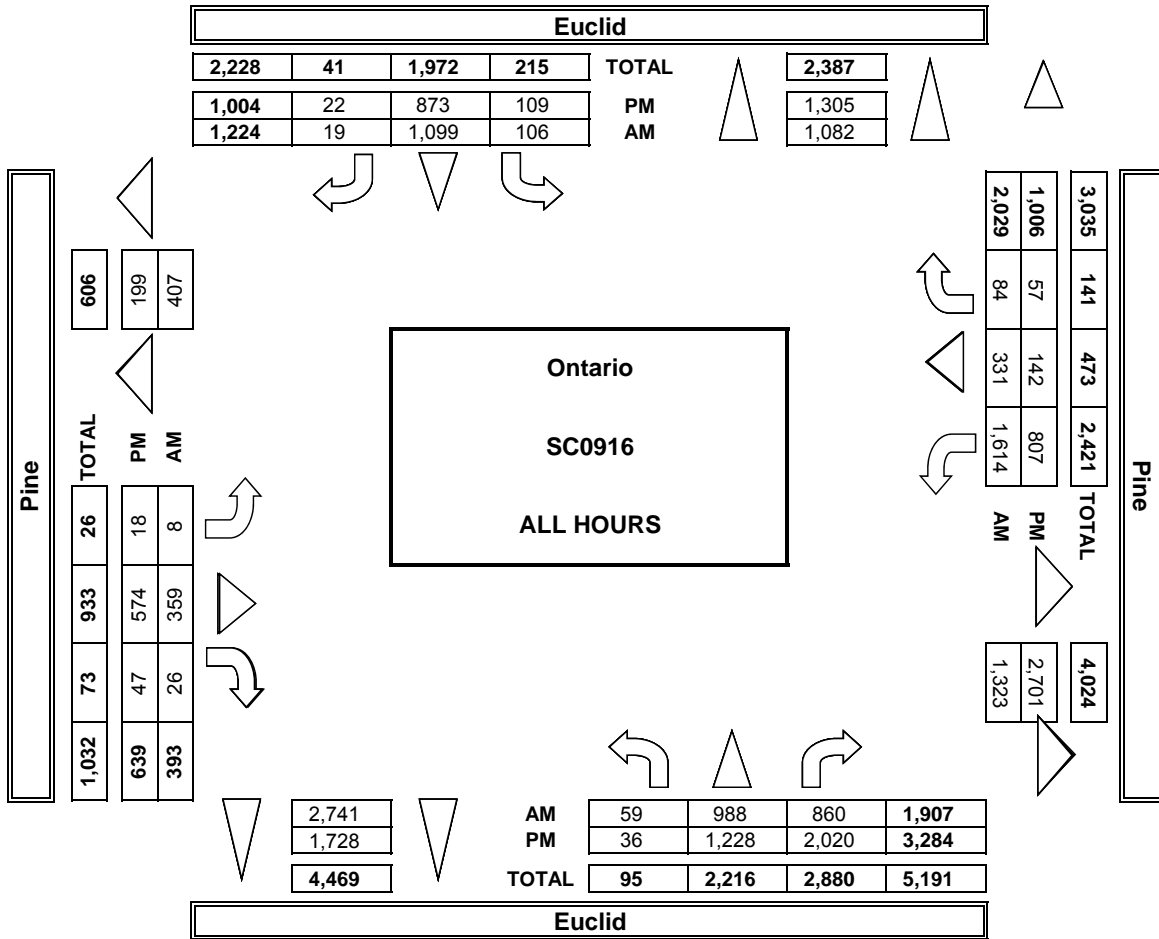 Euclid
2,228 41 1,972 215 TOTAL 2,387
1,004 22 873 109 PM 1,305
1,224 19 1,099 106 AM 1,082
Pine
606
199
407
TOTAL
PM
AM
26 933 73 1,032
18 574 47 639
8 359 26 393
Ontario
SC0916
ALL HOURS
3,035 141 473 2,421 TOTAL 4,024
1,006 57 142 807 PM 2,701
2,029 84 331 1,614 AM 1,323
Pine
2,741 AM 59 988 860 1,907
1,728 PM 36 1,228 2,020 3,284
4,469 TOTAL 95 2,216 2,880 5,191
Euclid